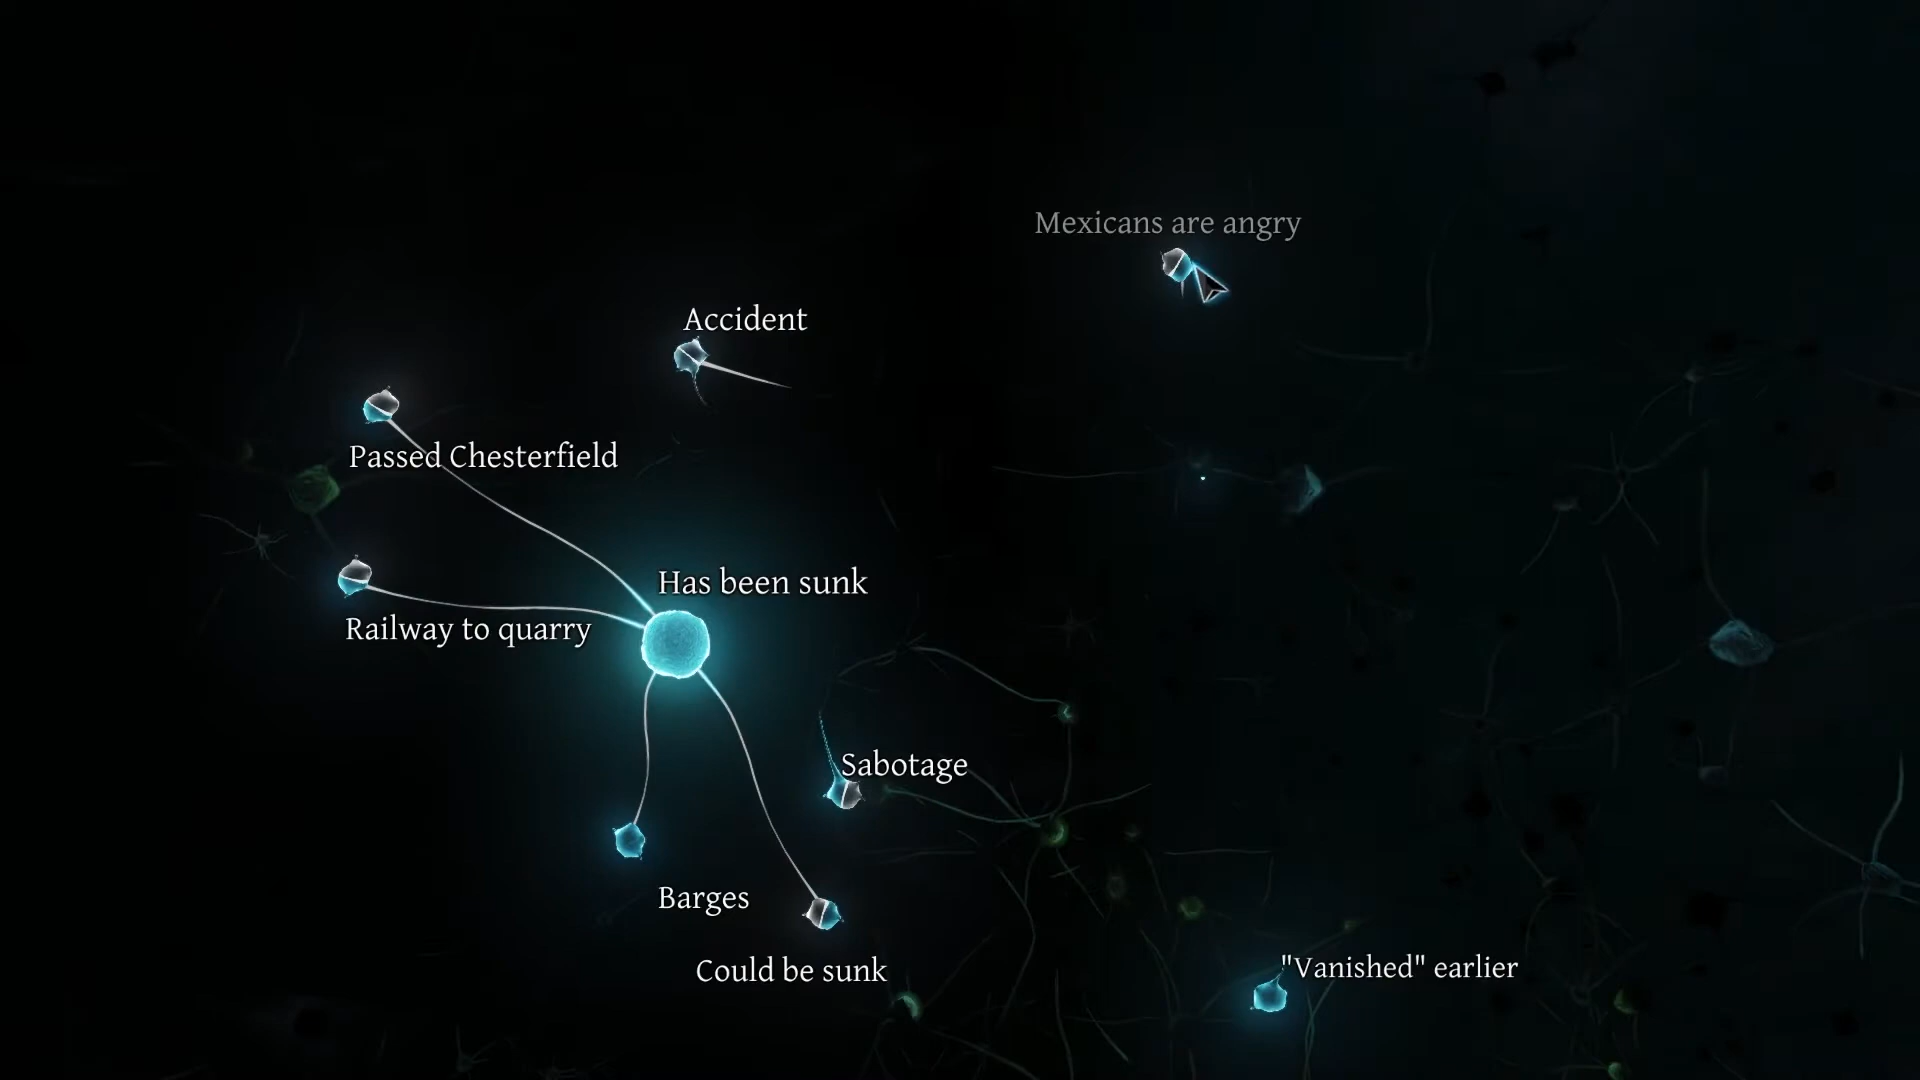 Mexicans are angry
Accident
Passed Chesterfield
Has been sunk
Railway to quarry
Sabotage
Barges
Could be sunk
"Vanished" earlier